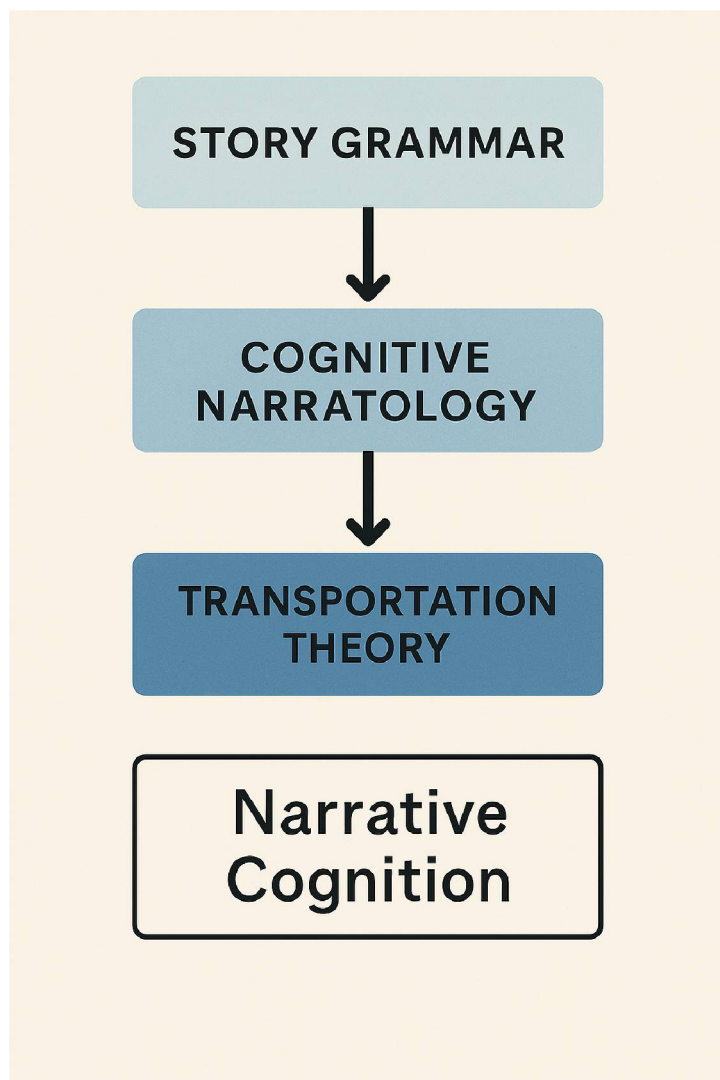 STORY GRAMMAR
COGNITIVE
NARRATOLOGY
TRANSPORTATION
THEORY
Narrative
Cognition